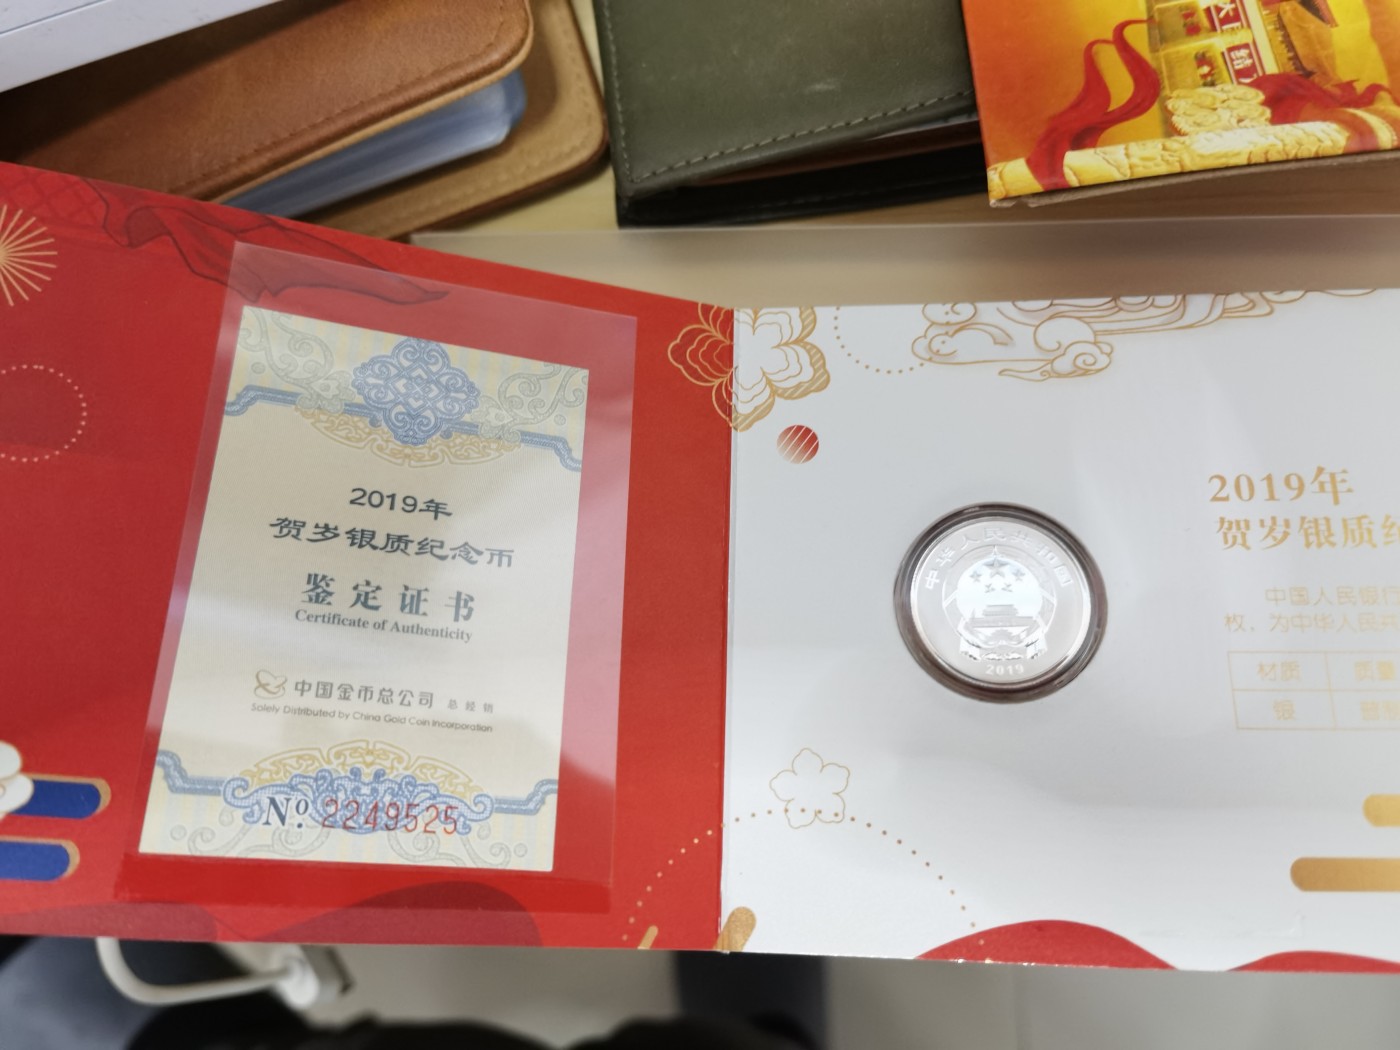 2019年
贺岁银质纪念币
鉴定证书
Certificate of Authenticity
中国金币总公司 总经销
Solely Distributed by China Gold Coin Incorporation
Nº. 2249525
中华人民共和国
2019
2019年
贺岁银质纪
中国人民银行
枚，为中华人民共
材质 质量
银